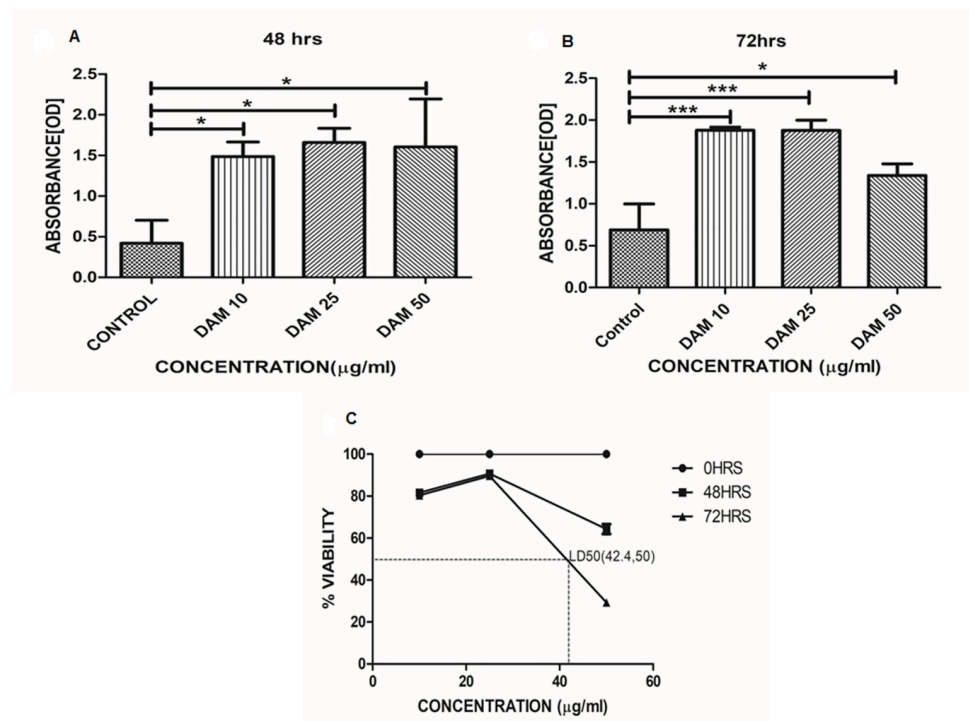 A
48 hrs
ABSORBANCE[OD]
2.5
2.0
1.5
1.0
0.5
0.0
*
*
*
CONTROL
DAM 10
DAM 25
DAM 50
CONCENTRATION(μg/ml)
B
72hrs
ABSORBANCE[OD]
2.5
2.0
1.5
1.0
0.5
0.0
*
***
***
Control
DAM 10
DAM 25
DAM 50
CONCENTRATION (μg/ml)
C
% VIABILITY
100
80
60
40
20
0
LD50(42.4,50)
0HRS
48HRS
72HRS
0
20
40
60
CONCENTRATION (μg/ml)